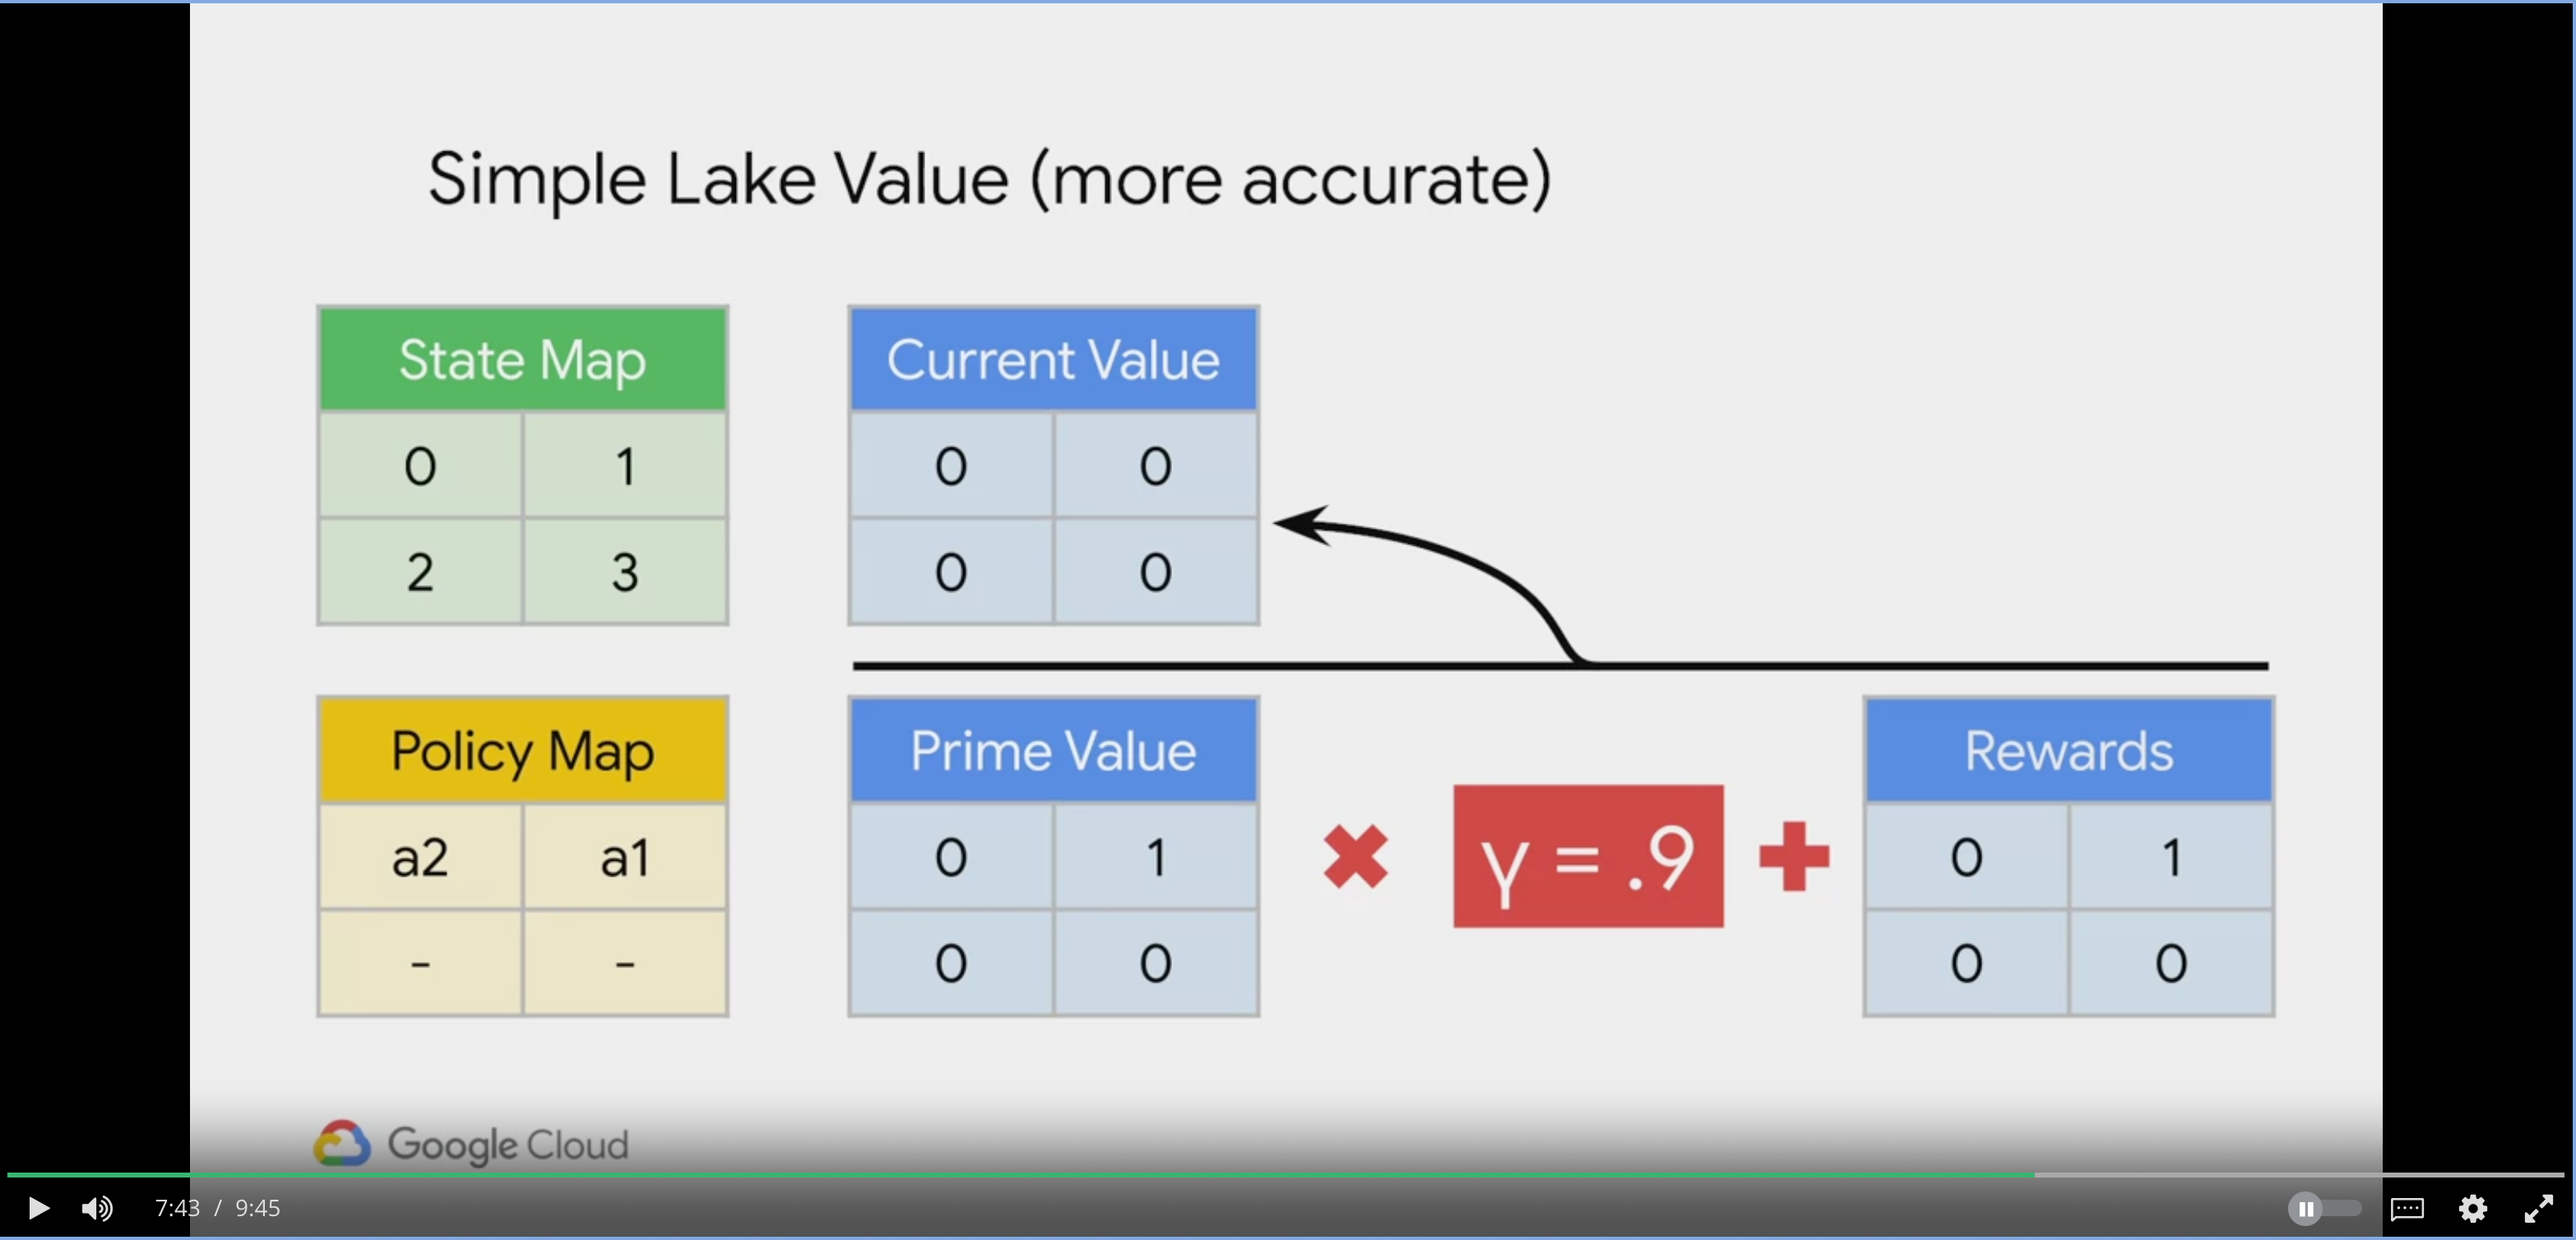 Simple Lake Value (more accurate)
State Map
0 1
2 3
Current Value
0 0
0 0
Policy Map
a2 a1
- -
Prime Value
0 1
0 0
γ = .9
Rewards
0 1
0 0
Google Cloud
7:43 / 9:45